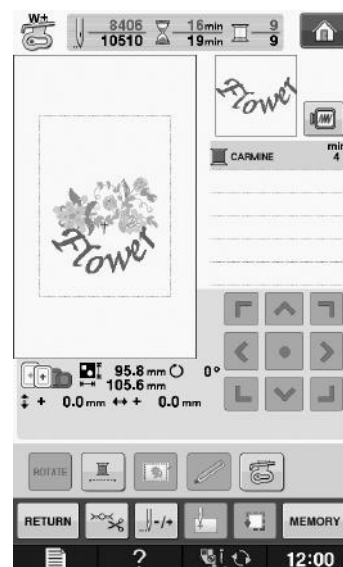 W+
8406 16min 9
10510 19min 9
Flower
CARMINE min 4
Flower
95.8 mm 0°
105.6 mm
+ 0.0 mm + 0.0 mm
ROTATE
RETURN -/+ MEMORY
? 12:00